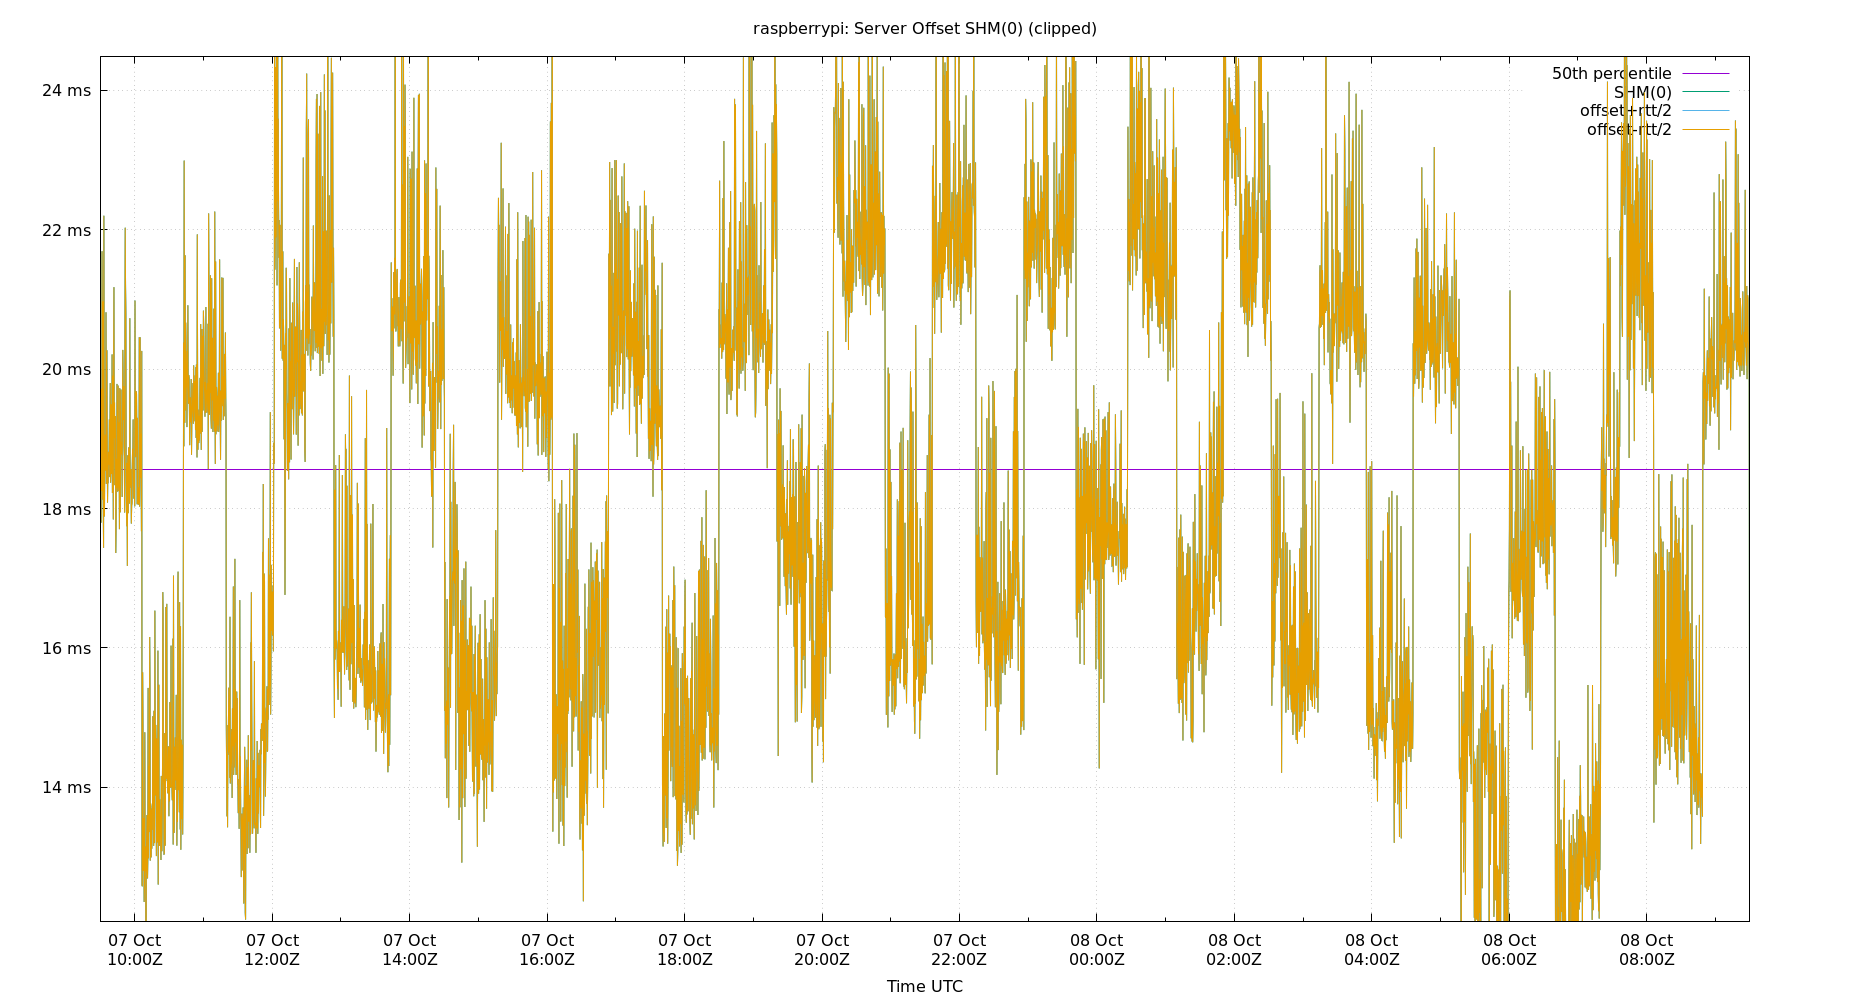 raspberrypi: Server Offset SHM(0) (clipped)
50th percentile
SHM(0)
offset+rtt/2
offset-rtt/2
24 ms
22 ms
20 ms
18 ms
16 ms
14 ms
07 Oct 07 Oct 07 Oct 07 Oct 07 Oct 07 Oct 07 Oct 08 Oct 08 Oct 08 Oct 08 Oct 08 Oct
10:00Z 12:00Z 14:00Z 16:00Z 18:00Z 20:00Z 22:00Z 00:00Z 02:00Z 04:00Z 06:00Z 08:00Z
Time UTC